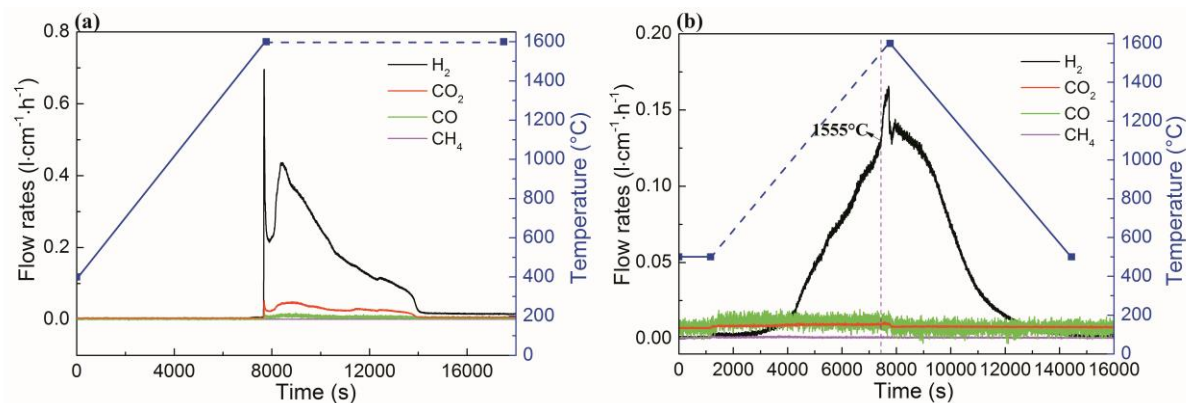 (a)
0.8
0.6
0.4
0.2
0.0
Flow rates (l·cm⁻¹·h⁻¹)
0
4000
8000
12000
16000
Time (s)
1600
1400
1200
1000
800
600
400
200
0
Temperature (°C)
H₂
CO₂
CO
CH₄
(b)
0.20
0.15
0.10
0.05
0.00
Flow rates (l·cm⁻¹·h⁻¹)
0 2000 4000 6000 8000 10000 12000 14000 16000
Time (s)
1600
1400
1200
1000
800
600
400
200
0
Temperature (°C)
1555°C
H₂
CO₂
CO
CH₄